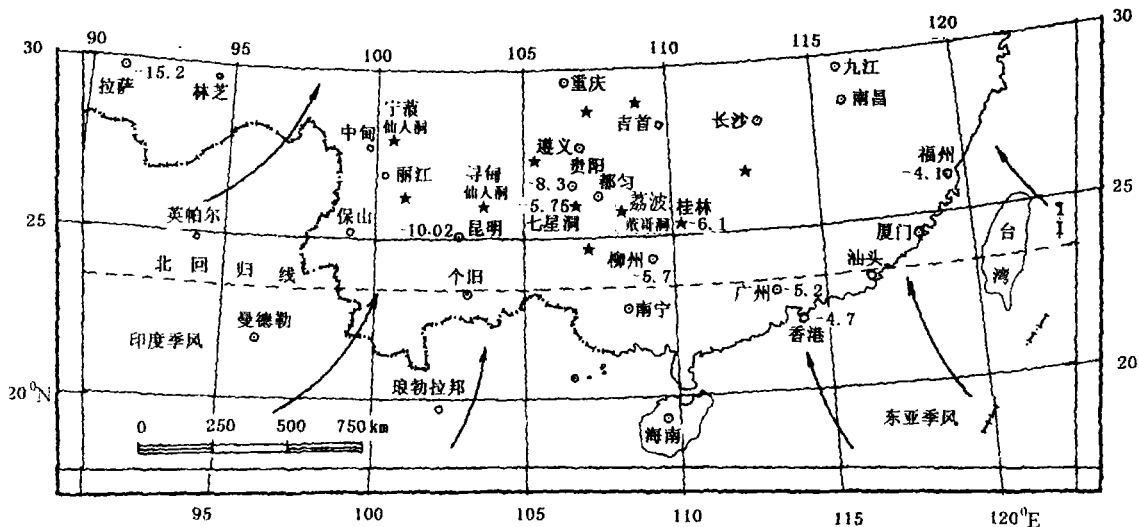 90 95 100 105 110 115 120
30
30
拉萨
-15.2
林芝
重庆
九江
南昌
宁蒗
仙人洞
中甸
吉首
长沙
遵义
贵阳
-8.3
丽江
寻甸
仙人洞
都匀
福州
-4.1
-5.75
七星洞
荔波
董哥洞
桂林
-6.1
英帕尔
保山
-10.02
昆明
25
25
厦门
台
湾
北 回 归 线
柳州
-5.7
汕头
个旧
广州
-5.2
南宁
曼德勒
印度季风
香港
-4.7
20
20°N
琅勃拉邦
海南
东亚季风
0 250 500 750 km
95 100 105 110 115 120°E